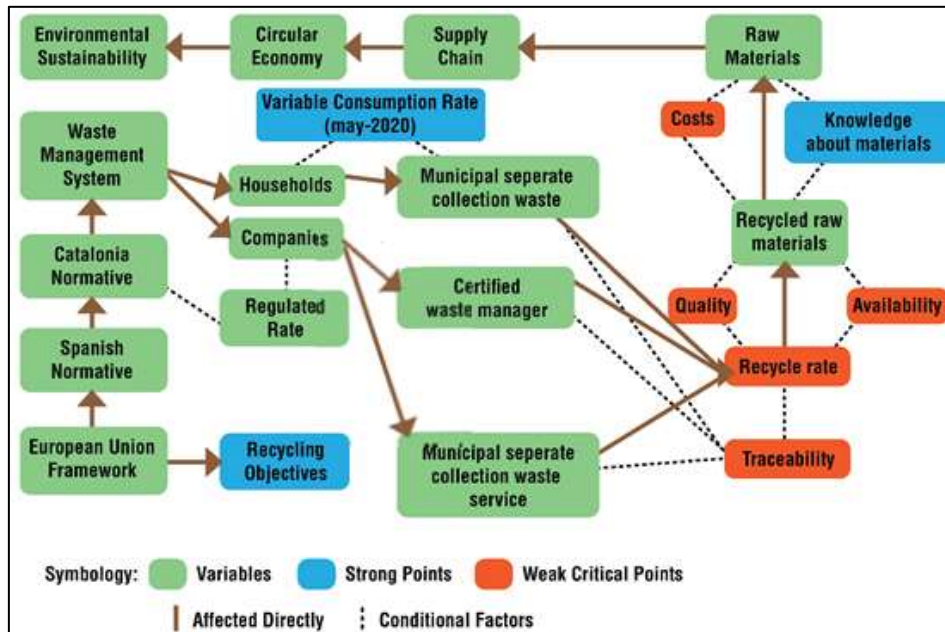 Environmental
Sustainability
Circular
Economy
Supply
Chain
Raw
Materials
Variable Consumption Rate
(may-2020)
Costs
Knowledge
about materials
Waste
Management
System
Households
Municipal seperate
collection waste
Companies
Recycled raw
materials
Catalonia
Normative
Certified
waste manager
Regulated
Rate
Quality
Availability
Spanish
Normative
Recycle rate
European Union
Framework
Recycling
Objectives
Municipal seperate
collection waste
service
Traceability
Symbology:
Variables
Strong Points
Weak Critical Points
Affected Directly
Conditional Factors